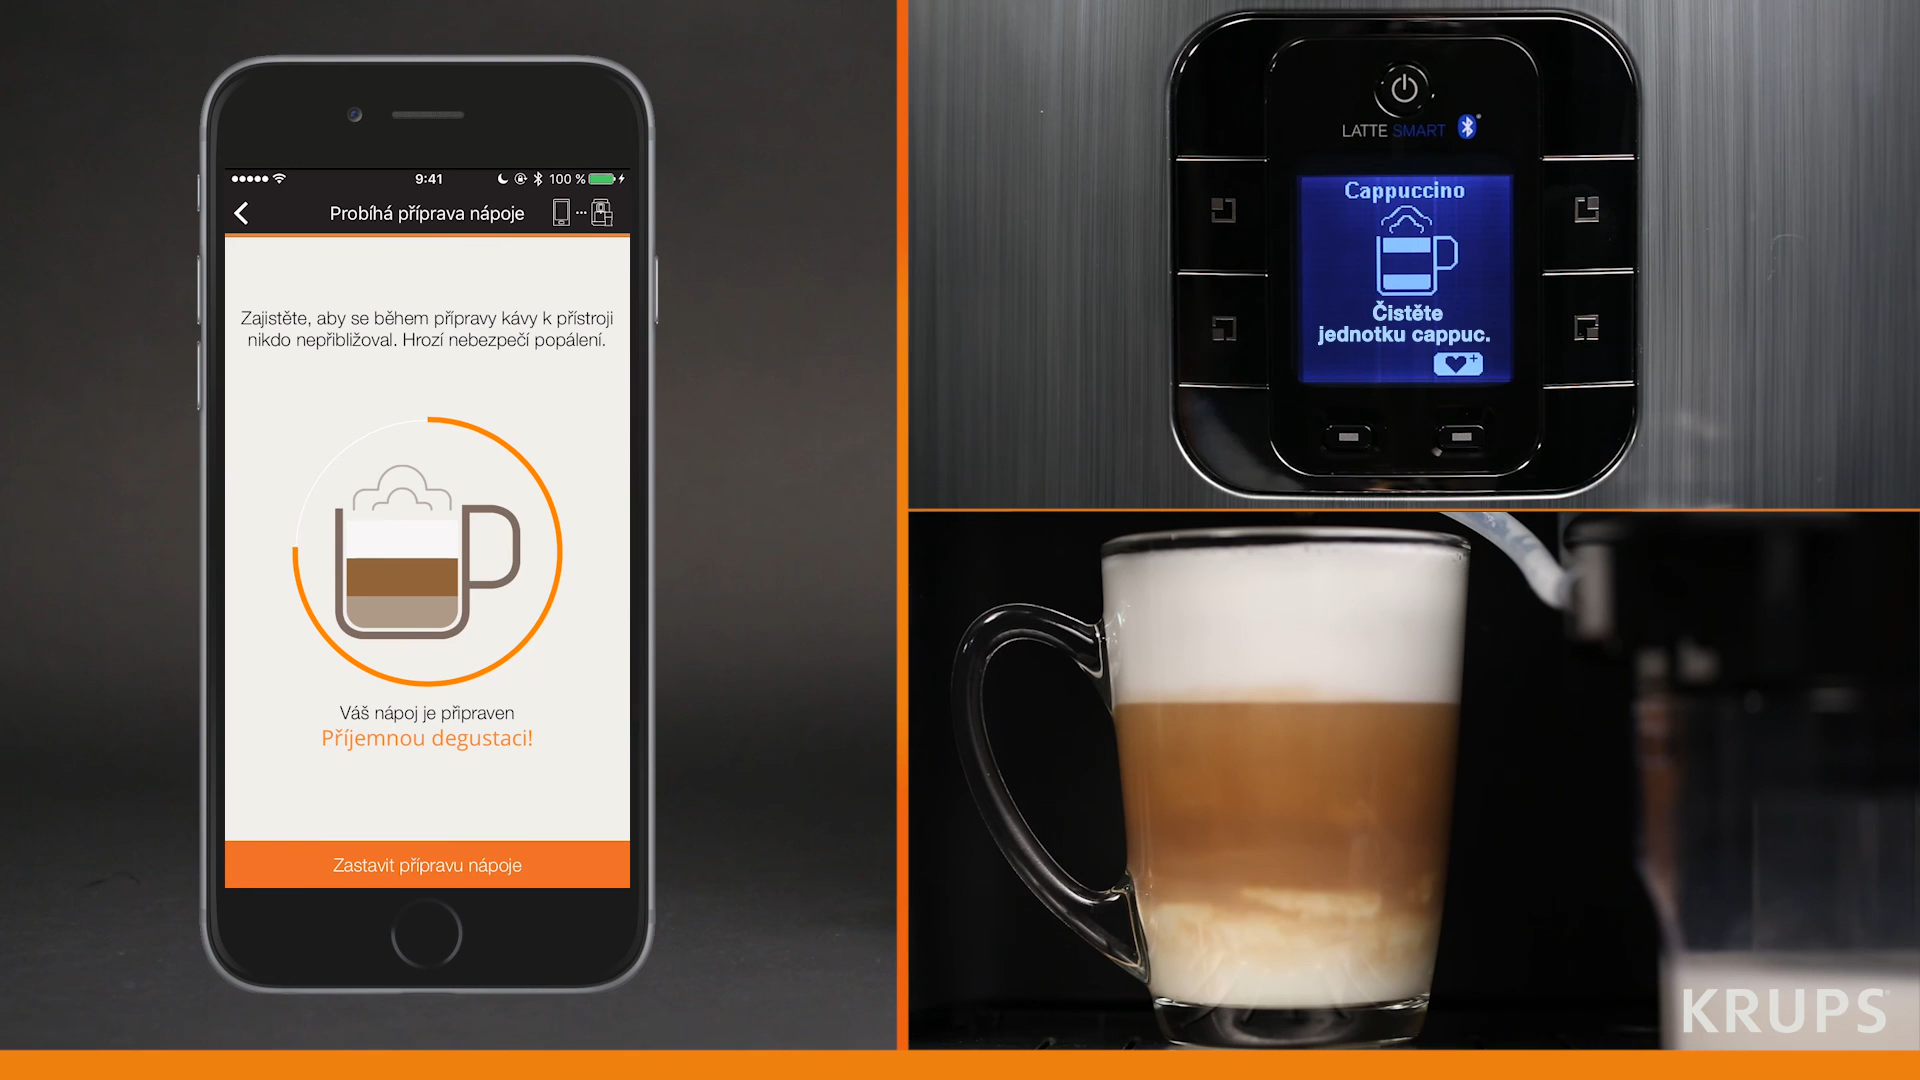 9:41
100 %
Probíhá příprava nápoje
Zajistěte, aby se během přípravy kávy k přístroji
nikdo nepřibližoval. Hrozí nebezpečí popálení.
Váš nápoj je připraven
Příjemnou degustaci!
Zastavit přípravu nápoje
LATTE SMART
Cappuccino
Čistěte
jednotku cappuc.
KRUPS